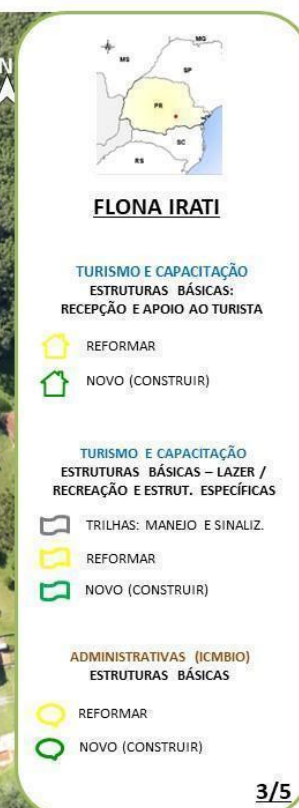 N
MG
MS
SP
PR
SC
RS
FLONA IRATI
TURISMO E CAPACITAÇÃO
ESTRUTURAS BÁSICAS:
RECEPÇÃO E APOIO AO TURISTA
REFORMAR
NOVO (CONSTRUIR)
TURISMO E CAPACITAÇÃO
ESTRUTURAS BÁSICAS – LAZER /
RECREAÇÃO E ESTRUT. ESPECÍFICAS
TRILHAS: MANEJO E SINALIZ.
REFORMAR
NOVO (CONSTRUIR)
ADMINISTRATIVAS (ICMBIO)
ESTRUTURAS BÁSICAS
REFORMAR
NOVO (CONSTRUIR)
3/5